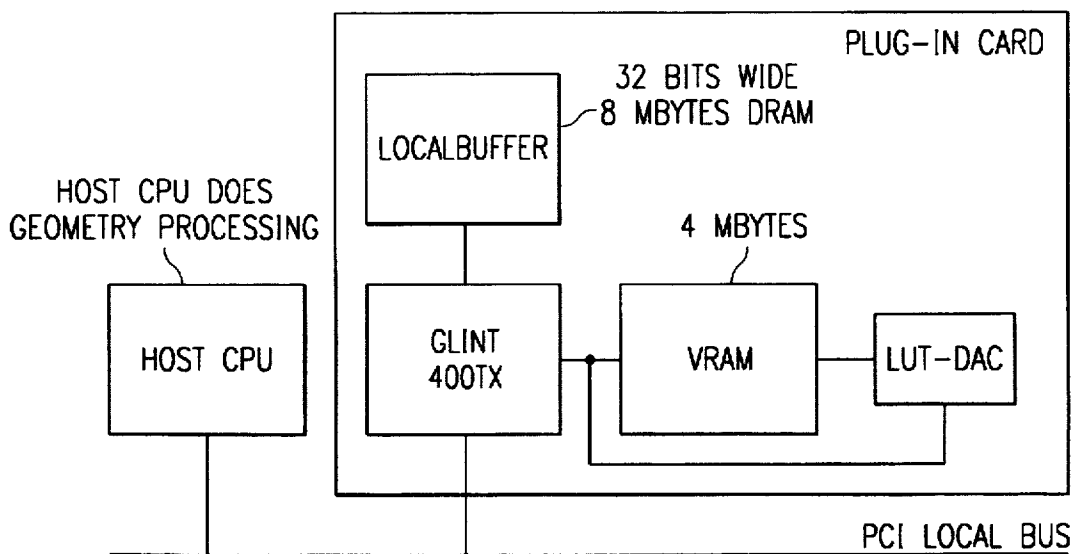 PLUG-IN CARD
32 BITS WIDE
8 MBYTES DRAM
LOCALBUFFER
HOST CPU DOES
GEOMETRY PROCESSING
4 MBYTES
HOST CPU
GLINT
400TX
VRAM
LUT-DAC
PCI LOCAL BUS